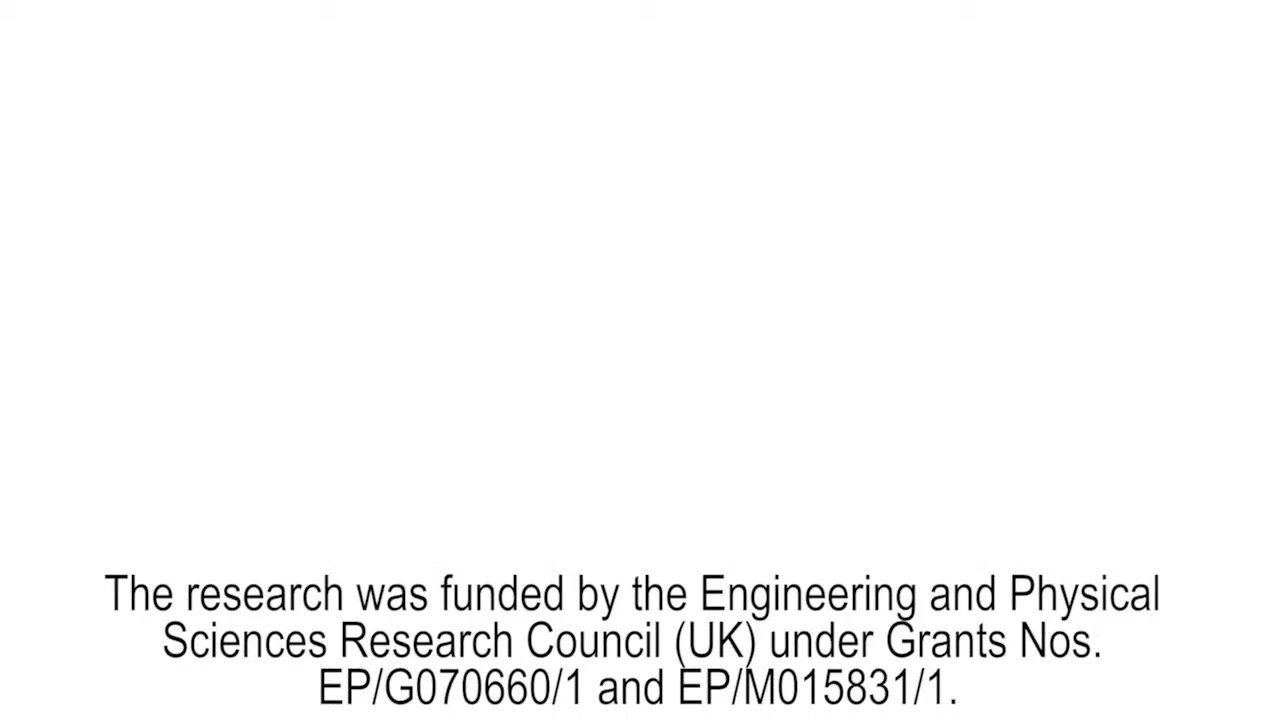 The research was funded by the Engineering and Physical
Sciences Research Council (UK) under Grants Nos.
EP/G070660/1 and EP/M015831/1.